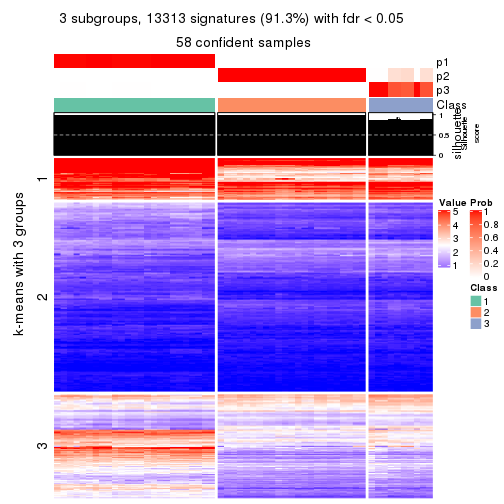 3 subgroups, 13313 signatures (91.3%) with fdr < 0.05
58 confident samples
p1
p2
p3
Class
1
0.5
0
silhouette
Silhouette
score
k-means with 3 groups
1
2
3
Value
5
4
3
2
1
Prob
1
0.8
0.6
0.4
0.2
0
Class
1
2
3